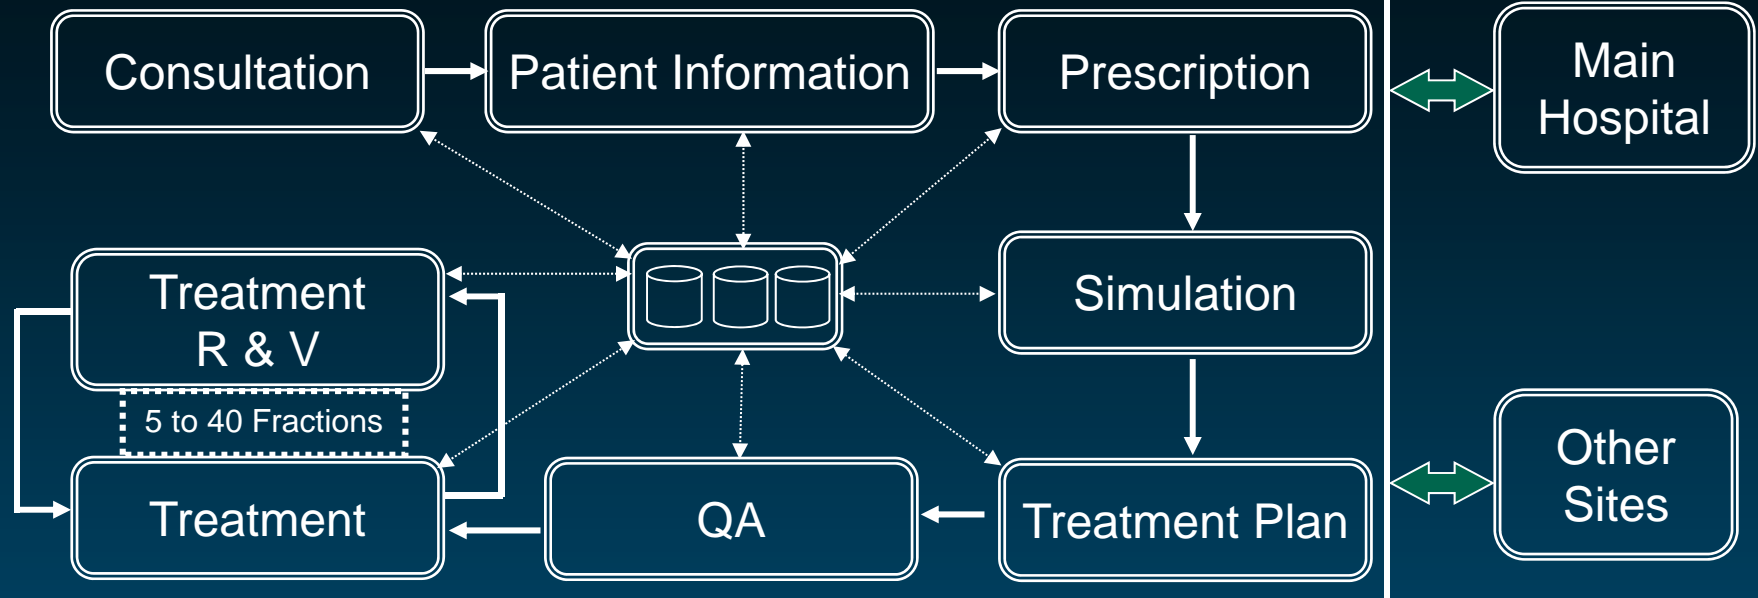 Consultation
Patient Information
Prescription
Main
Hospital
Treatment
R & V
Simulation
5 to 40 Fractions
Treatment
QA
Treatment Plan
Other
Sites